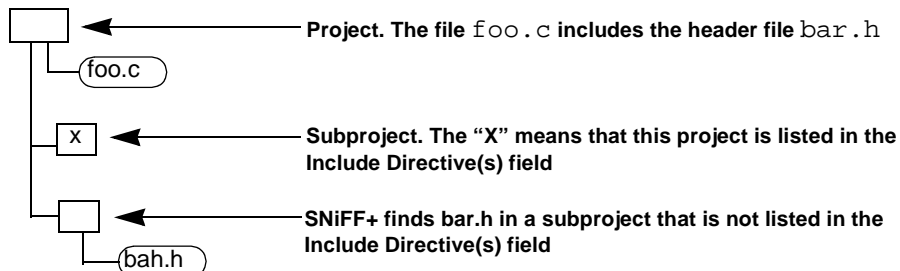 Project. The file foo.c includes the header file bar.h
foo.c
X
Subproject. The “X” means that this project is listed in the
Include Directive(s) field
SNiFF+ finds bar.h in a subproject that is not listed in the
Include Directive(s) field
bah.h